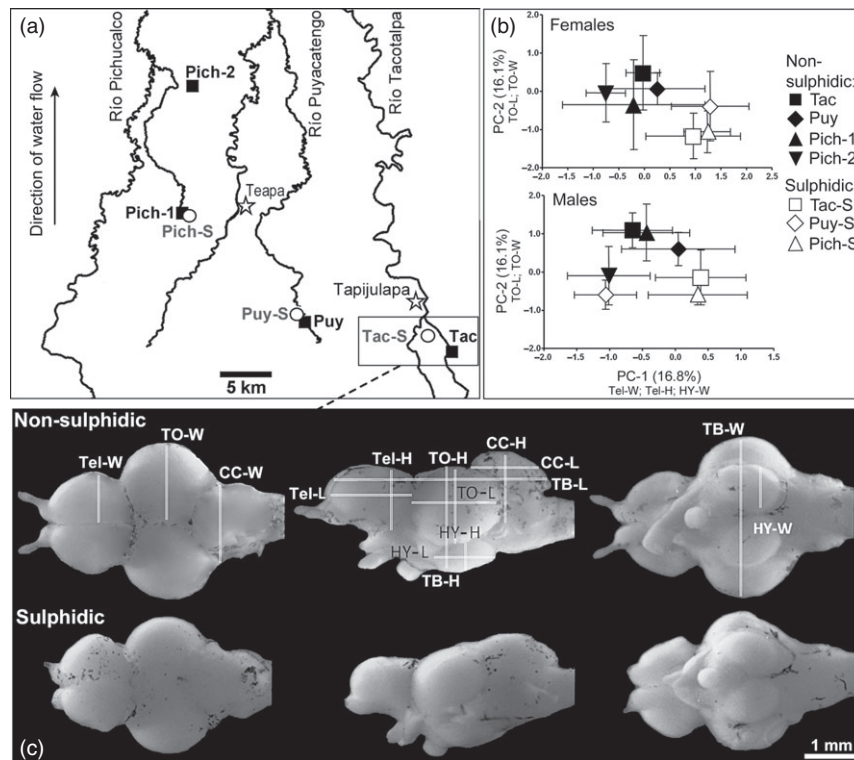 (a)
Río Pichucalco
Río Puyacatengo
Río Tacotalpa
Direction of water flow
Pich-2
Pich-1
Pich-S
Teapa
Tapijulapa
Puy-S
Puy
Tac-S
Tac
5 km
(b)
Females
PC-2 (16.1%)
TO-L; TO-W
2.0
1.0
0.0
−1.0
−2.0
−2.0 −1.5 −1.0 −0.5 0.0 0.5 1.0 1.5 2.0 2.5
Males
PC-2 (16.1%)
TO-L; TO-W
2.0
1.0
0.0
−1.0
−2.0
−2.0 −1.5 −1.0 −0.5 0.0 0.5 1.0 1.5
PC-1 (16.8%)
Tel-W; Tel-H; HY-W
Non-
sulphidic:
Tac
Puy
Pich-1
Pich-2
Sulphidic:
Tac-S
Puy-S
Pich-S
Non-sulphidic
Tel-W
TO-W
CC-W
Tel-H
TO-H
CC-H
CC-L
TB-L
Tel-L
TO-L
HY-H
HY-L
TB-H
TB-W
HY-W
Sulphidic
(c)
1 mm